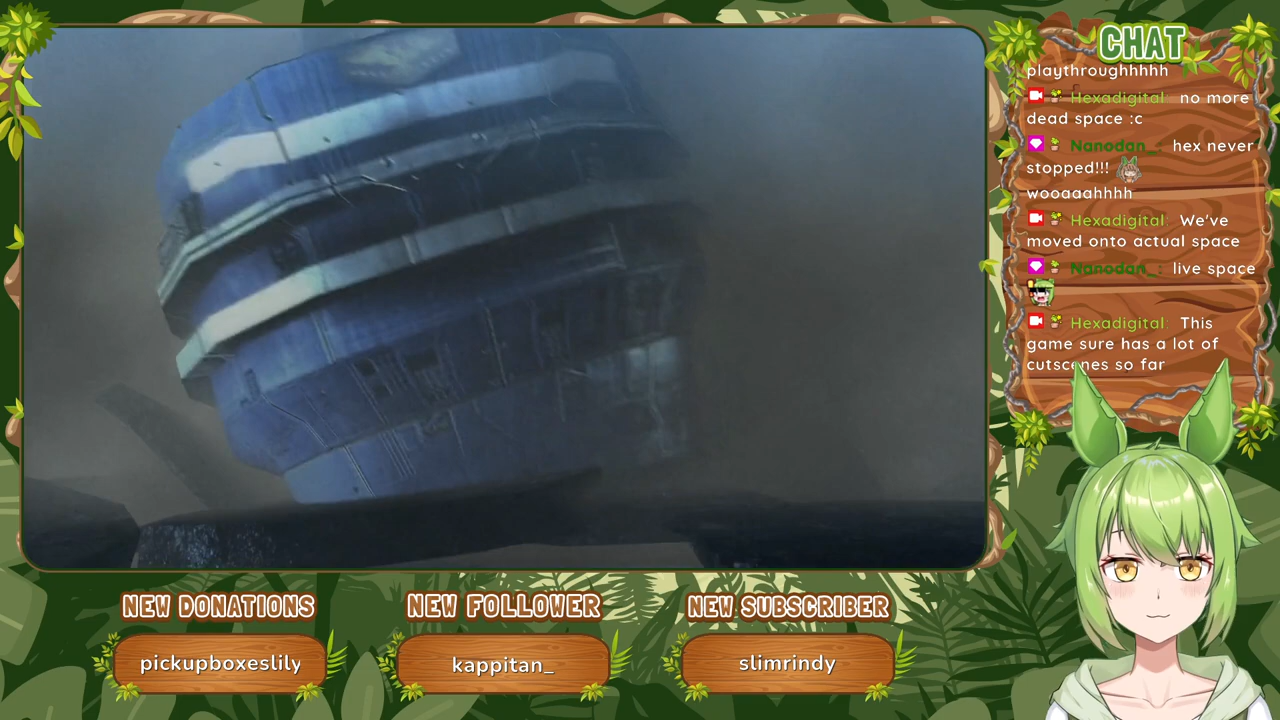 CHAT
playthroughhhhh
Hexadigital: no more
dead space :c
Nanodan_: hex never
stopped!!!
wooaaahhhh
Hexadigital: We've
moved onto actual space
Nanodan_: live space
Hexadigital: This
game sure has a lot of
cutscenes so far
NEW DONATIONS
NEW FOLLOWER
NEW SUBSCRIBER
pickupboxeslily
kappitan_
slimrindy